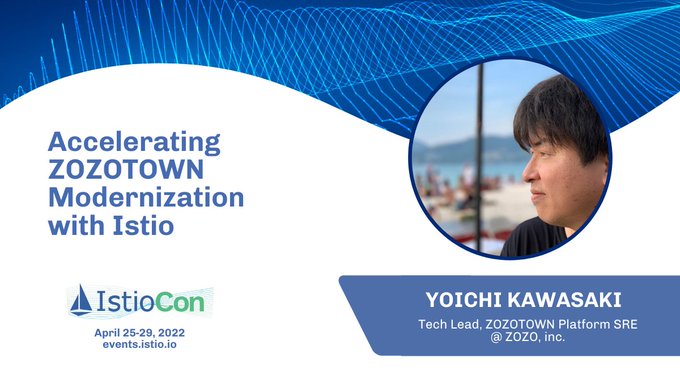 Accelerating
ZOZOTOWN
Modernization
with Istio
IstioCon
April 25-29, 2022
events.istio.io
YOICHI KAWASAKI
Tech Lead, ZOZOTOWN Platform SRE
@ ZOZO, inc.